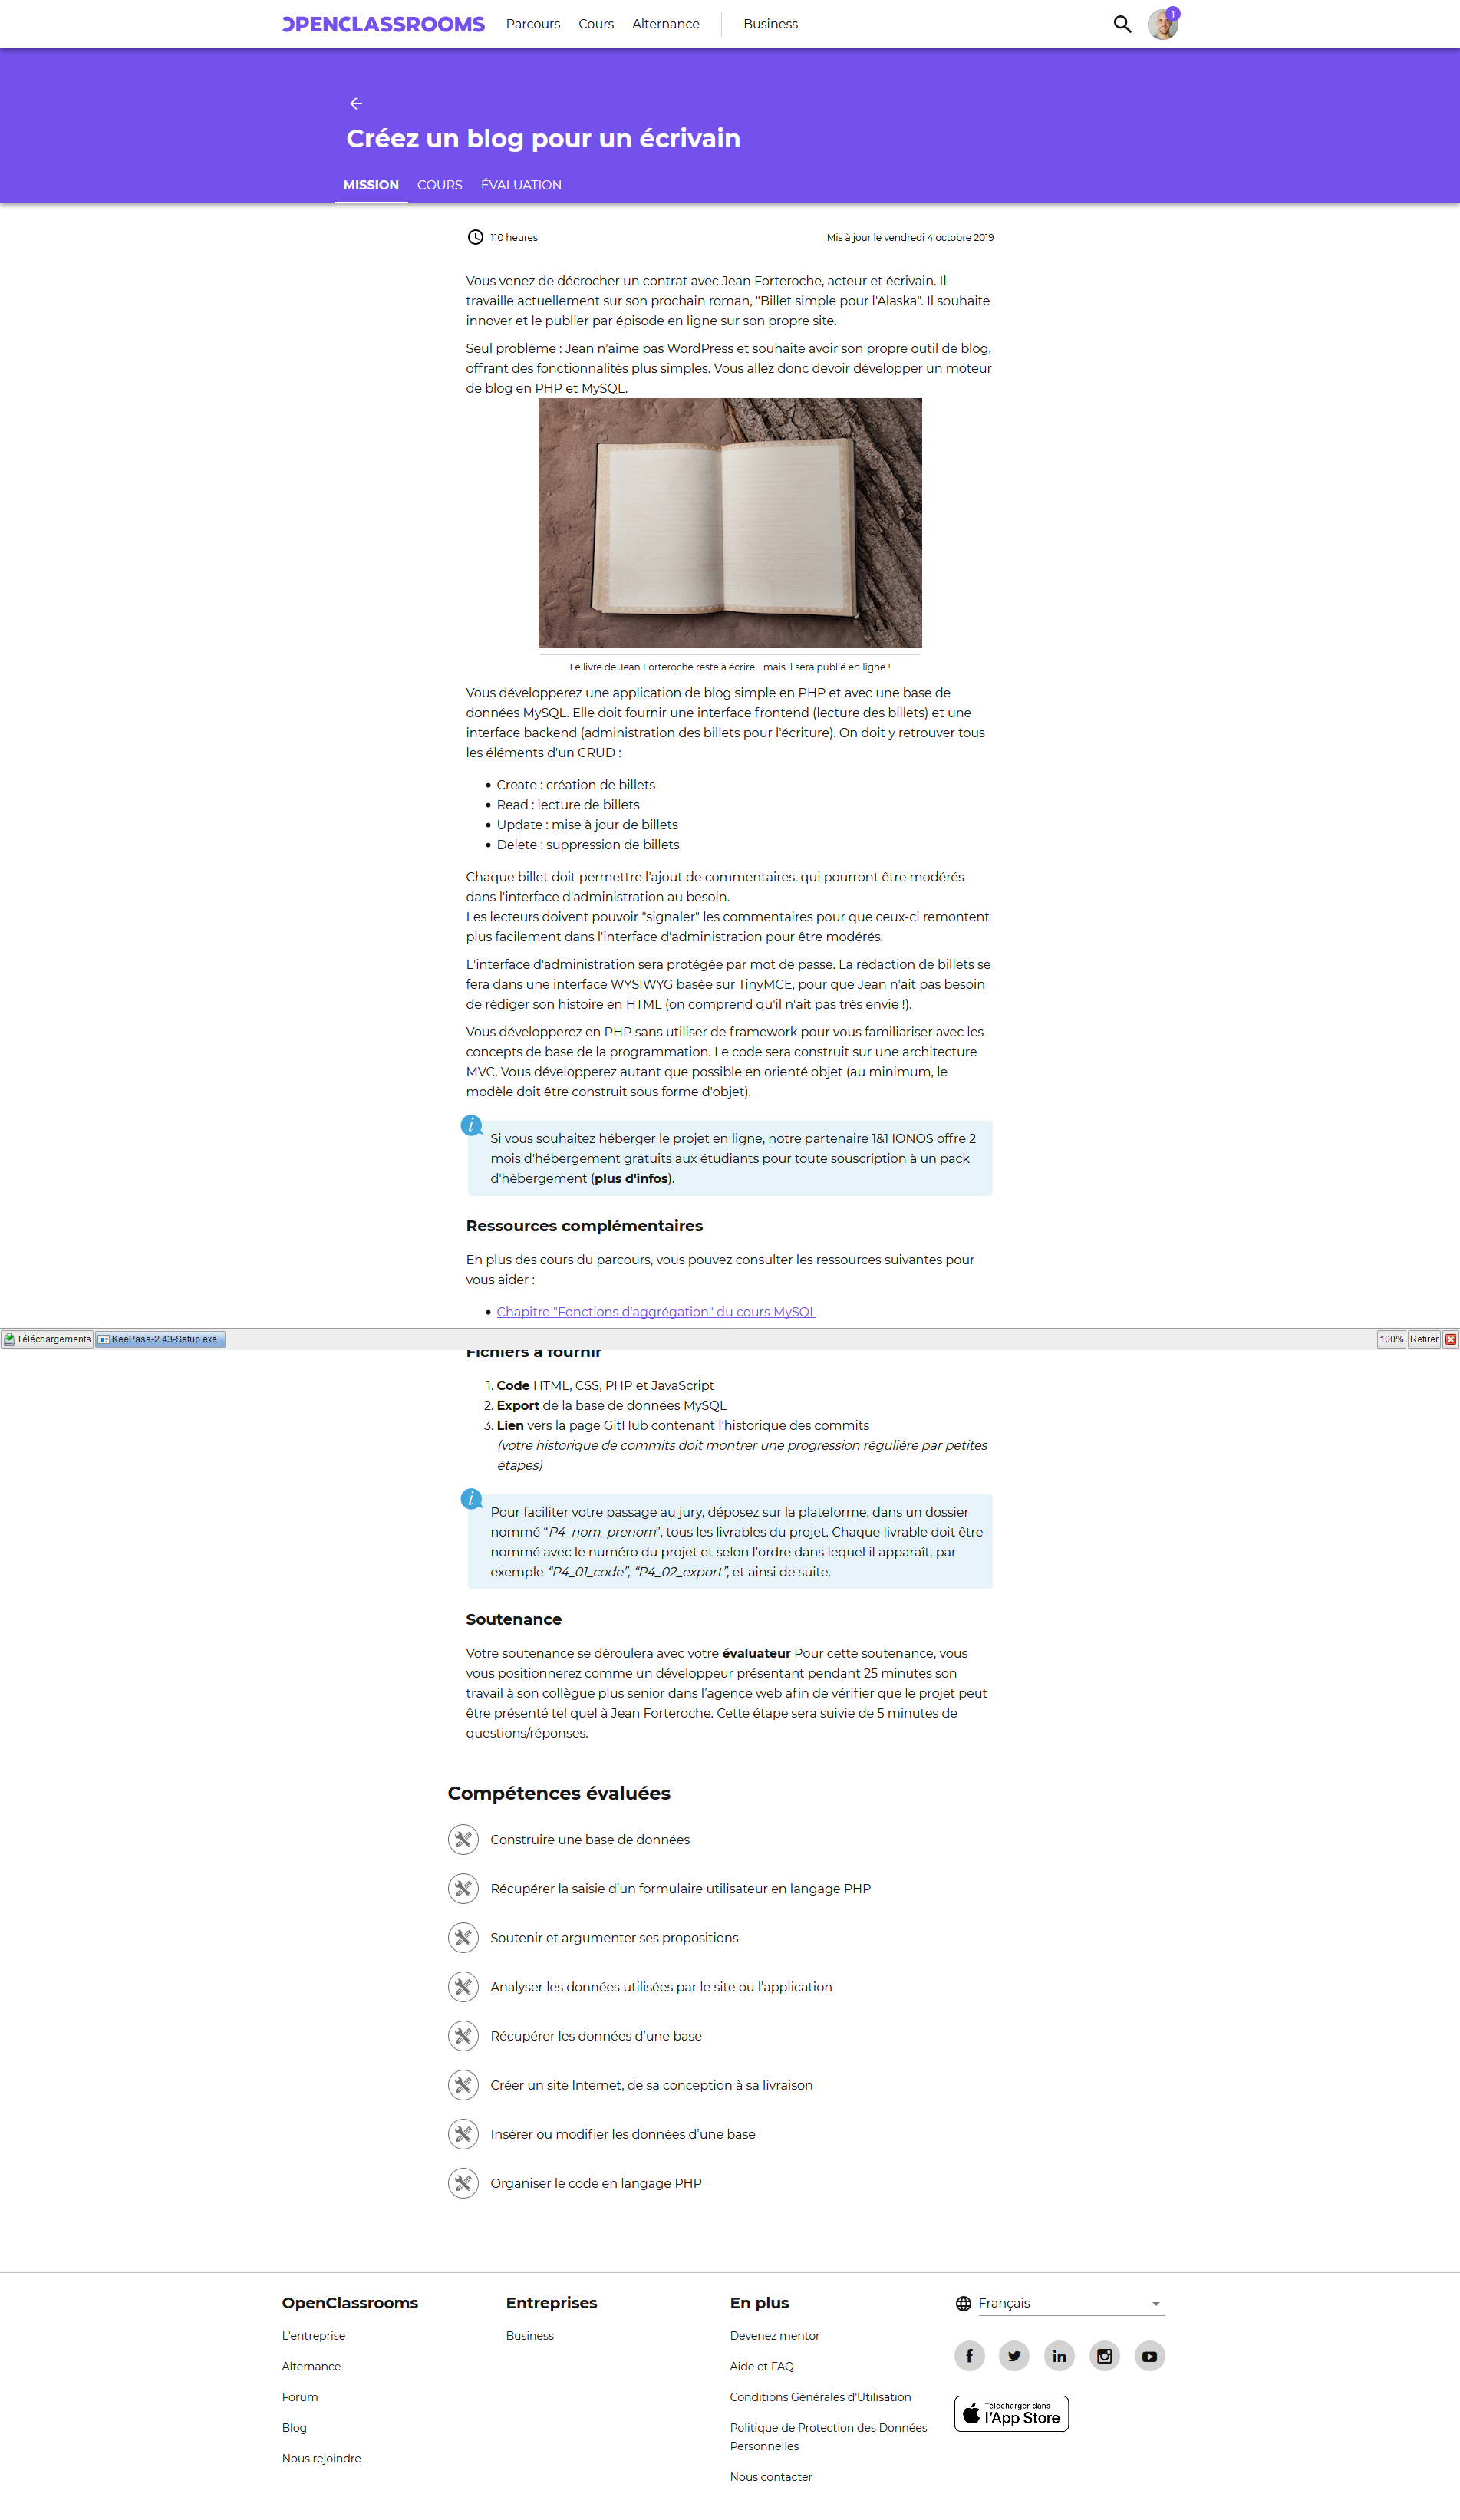 OPENCLASSROOMS Parcours Cours Alternance Business 1
Créez un blog pour un écrivain
MISSION COURS ÉVALUATION
110 heures Mis à jour le vendredi 4 octobre 2019
Vous venez de décrocher un contrat avec Jean Forteroche, acteur et écrivain. Il
travaille actuellement sur son prochain roman, "Billet simple pour l'Alaska". Il souhaite
innover et le publier par épisode en ligne sur son propre site.
Seul problème : Jean n'aime pas WordPress et souhaite avoir son propre outil de blog,
offrant des fonctionnalités plus simples. Vous allez donc devoir développer un moteur
de blog en PHP et MySQL.
Le livre de Jean Forteroche reste à écrire... mais il sera publié en ligne !
Vous développerez une application de blog simple en PHP et avec une base de
données MySQL. Elle doit fournir une interface frontend (lecture des billets) et une
interface backend (administration des billets pour l'écriture). On doit y retrouver tous
les éléments d'un CRUD :
• Create : création de billets
• Read : lecture de billets
• Update : mise à jour de billets
• Delete : suppression de billets
Chaque billet doit permettre l'ajout de commentaires, qui pourront être modérés
dans l'interface d'administration au besoin.
Les lecteurs doivent pouvoir "signaler" les commentaires pour que ceux-ci remontent
plus facilement dans l'interface d'administration pour être modérés.
L'interface d'administration sera protégée par mot de passe. La rédaction de billets se
fera dans une interface WYSIWYG basée sur TinyMCE, pour que Jean n'ait pas besoin
de rédiger son histoire en HTML (on comprend qu'il n'ait pas très envie !).
Vous développerez en PHP sans utiliser de framework pour vous familiariser avec les
concepts de base de la programmation. Le code sera construit sur une architecture
MVC. Vous développerez autant que possible en orienté objet (au minimum, le
modèle doit être construit sous forme d'objet).
Si vous souhaitez héberger le projet en ligne, notre partenaire 1&1 IONOS offre 2
mois d'hébergement gratuits aux étudiants pour toute souscription à un pack
d'hébergement (plus d'infos).
Ressources complémentaires
En plus des cours du parcours, vous pouvez consulter les ressources suivantes pour
vous aider :
• Chapitre "Fonctions d'aggrégation" du cours MySQL
Téléchargements KeePass-2.43-Setup.exe 100% Retirer
Fichiers à fournir
1. Code HTML, CSS, PHP et JavaScript
2. Export de la base de données MySQL
3. Lien vers la page GitHub contenant l'historique des commits
(votre historique de commits doit montrer une progression régulière par petites
étapes)
Pour faciliter votre passage au jury, déposez sur la plateforme, dans un dossier
nommé “P4_nom_prenom”, tous les livrables du projet. Chaque livrable doit être
nommé avec le numéro du projet et selon l'ordre dans lequel il apparaît, par
exemple “P4_01_code”, “P4_02_export”, et ainsi de suite.
Soutenance
Votre soutenance se déroulera avec votre évaluateur Pour cette soutenance, vous
vous positionnerez comme un développeur présentant pendant 25 minutes son
travail à son collègue plus senior dans l’agence web afin de vérifier que le projet peut
être présenté tel quel à Jean Forteroche. Cette étape sera suivie de 5 minutes de
questions/réponses.
Compétences évaluées
Construire une base de données
Récupérer la saisie d’un formulaire utilisateur en langage PHP
Soutenir et argumenter ses propositions
Analyser les données utilisées par le site ou l’application
Récupérer les données d’une base
Créer un site Internet, de sa conception à sa livraison
Insérer ou modifier les données d’une base
Organiser le code en langage PHP
OpenClassrooms
L'entreprise
Alternance
Forum
Blog
Nous rejoindre
Entreprises
Business
En plus
Devenez mentor
Aide et FAQ
Conditions Générales d'Utilisation
Politique de Protection des Données
Personnelles
Nous contacter
Français
Télécharger dans
l'App Store